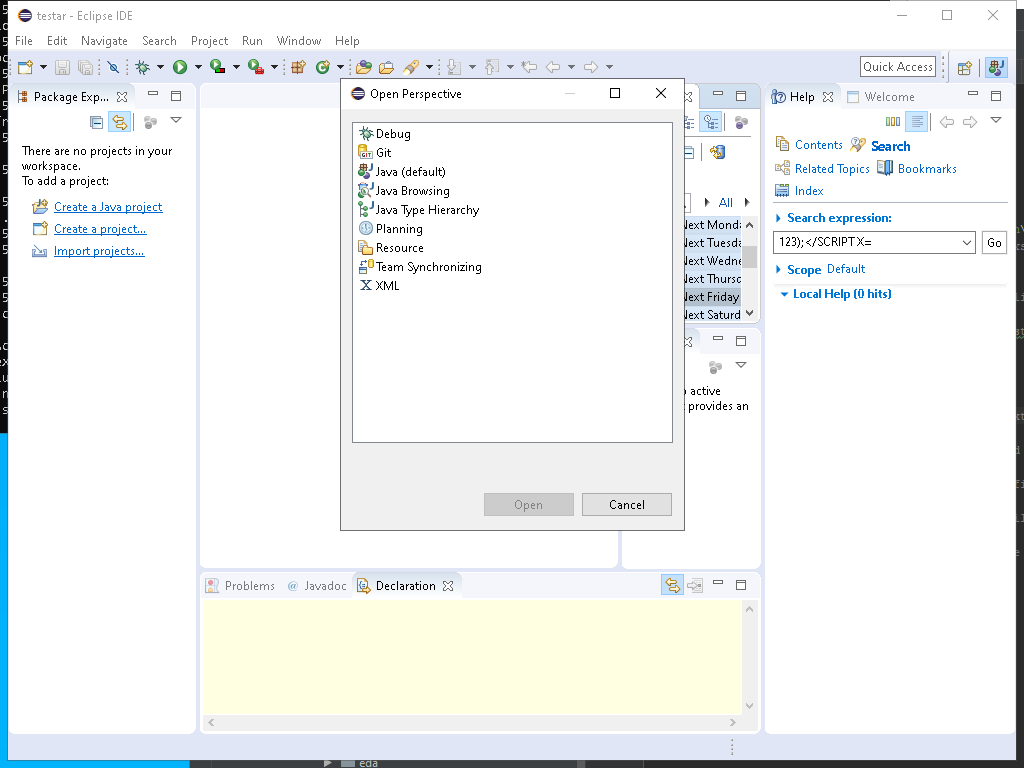 testar - Eclipse IDE
File Edit Navigate Search Project Run Window Help
Quick Access
Package Exp...
There are no projects in your
workspace.
To add a project:
Create a Java project
Create a project...
Import projects...
Open Perspective
Debug
Git
Java (default)
Java Browsing
Java Type Hierarchy
Planning
Resource
Team Synchronizing
XML
Open Cancel
All
Next Monda
Next Tuesda
Next Wedne
Next Thursd
Next Friday
Next Saturd
active
provides an
Help Welcome
Contents Search
Related Topics Bookmarks
Index
Search expression:
123);</SCRIPTX=
Go
Scope Default
Local Help (0 hits)
Problems @ Javadoc Declaration
eda